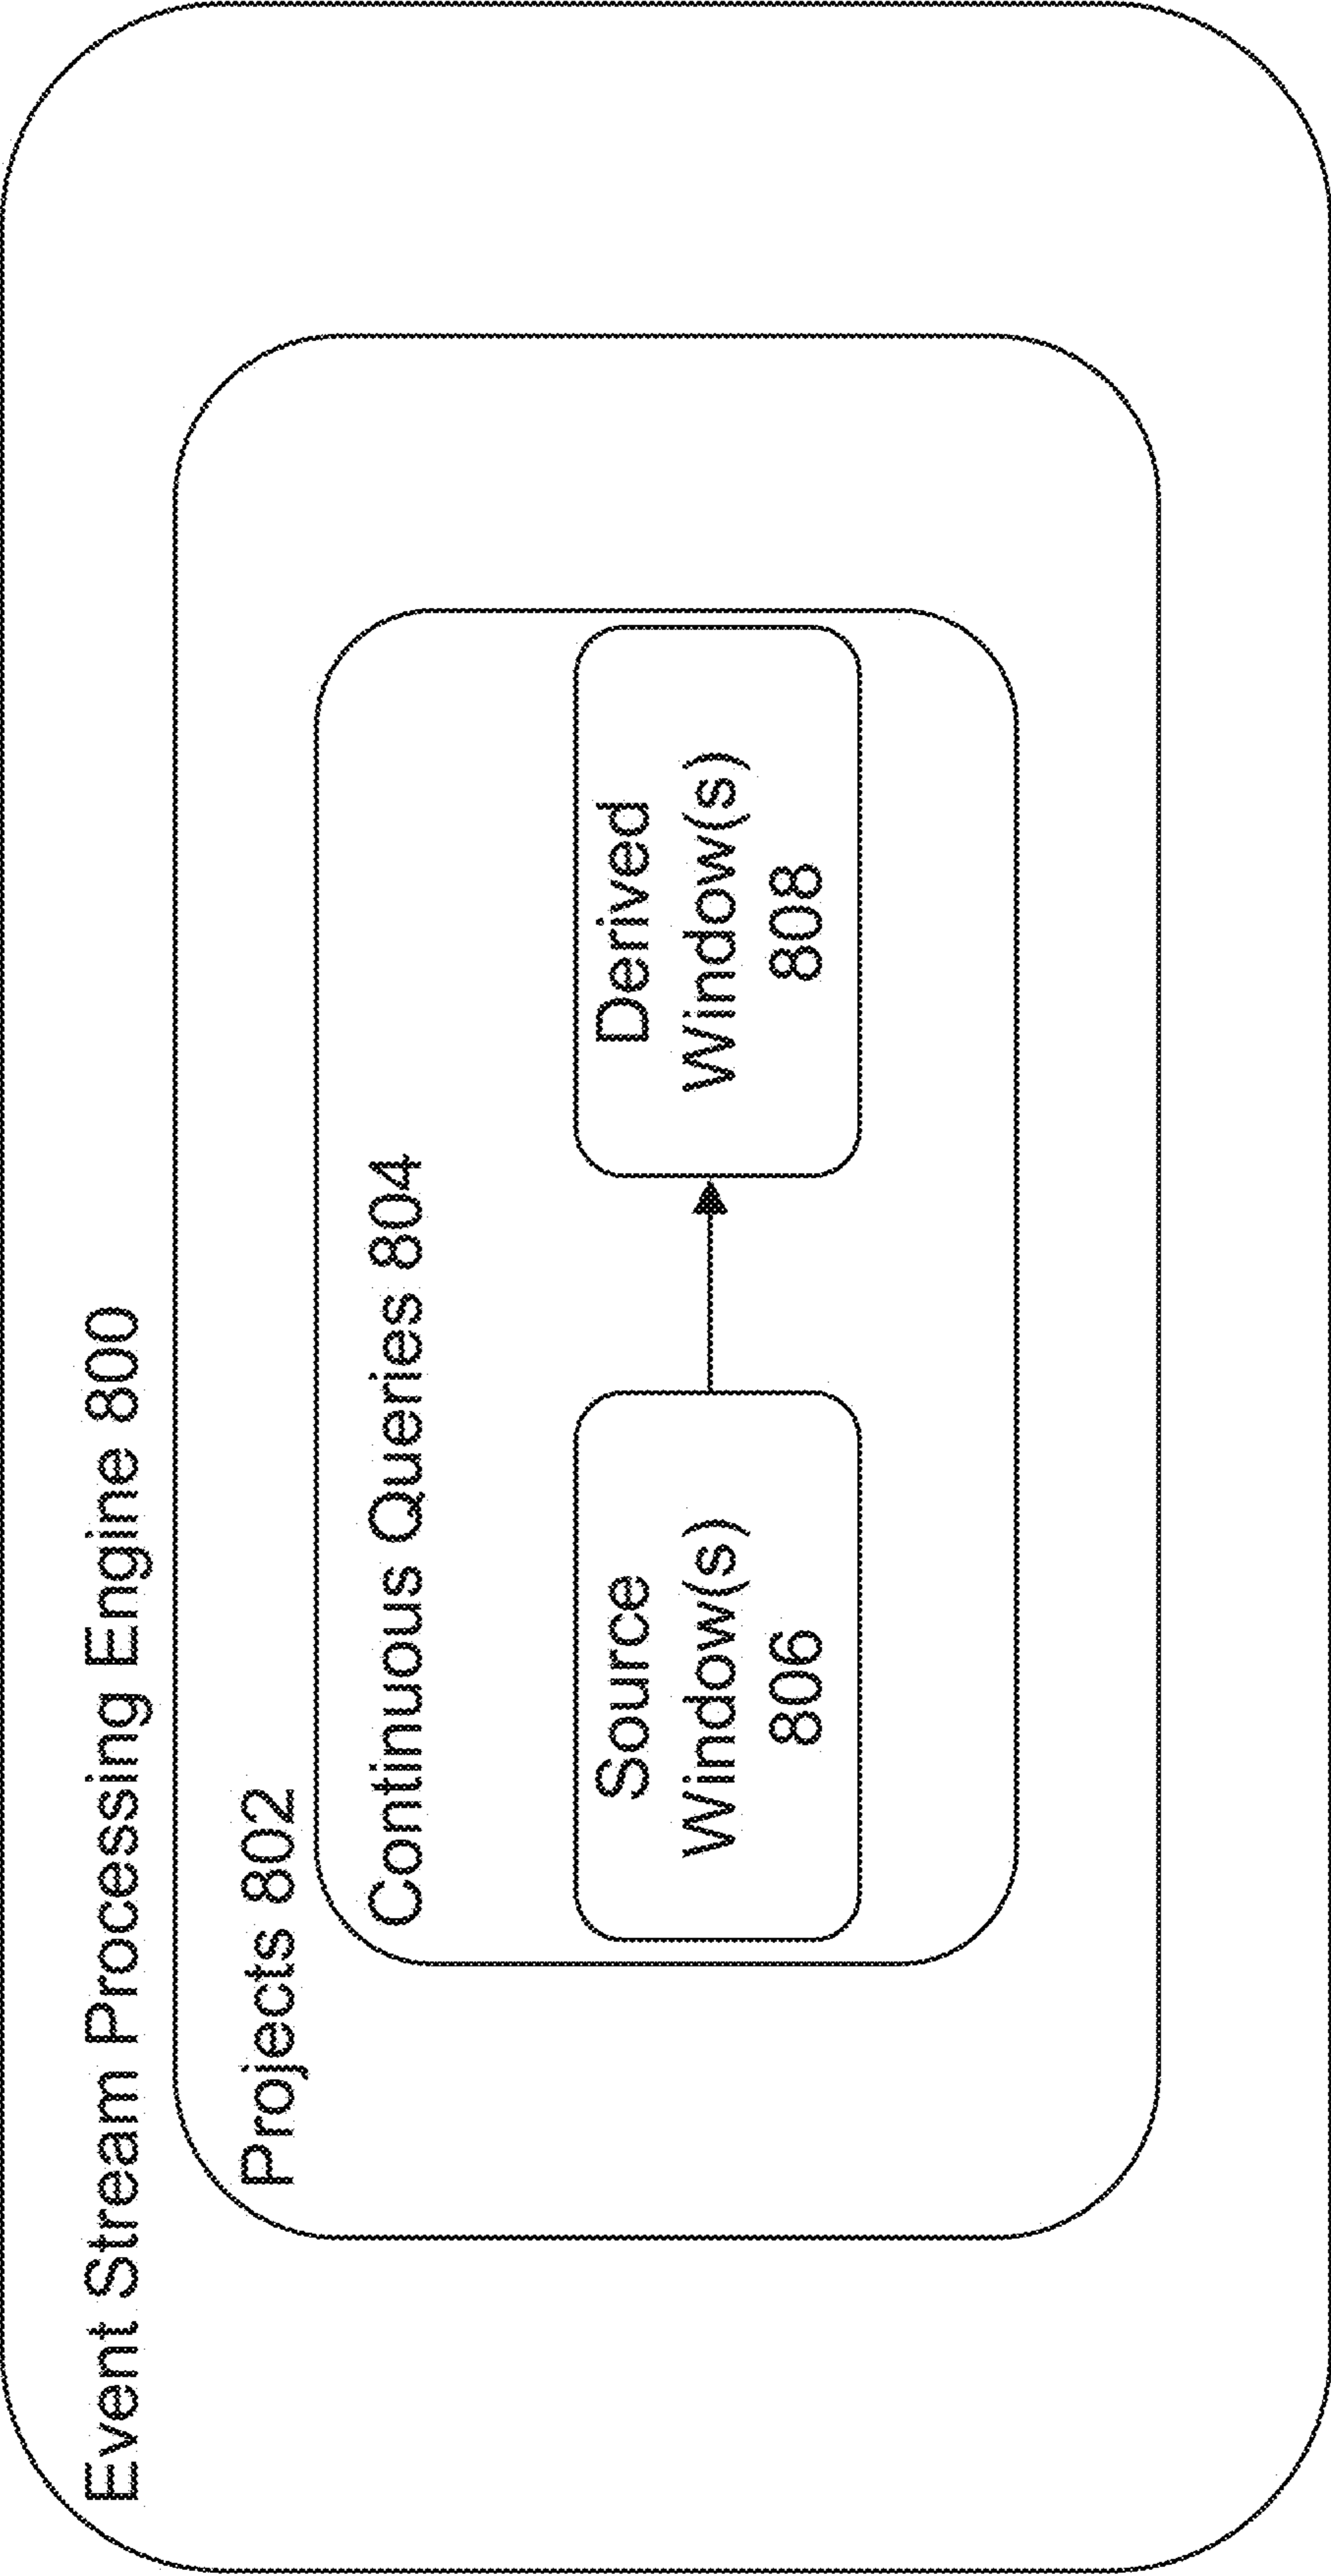 Event Stream Processing Engine 800
Projects 802
Continuous Queries 804
Source
Window(s)
806
Derived
Window(s)
808